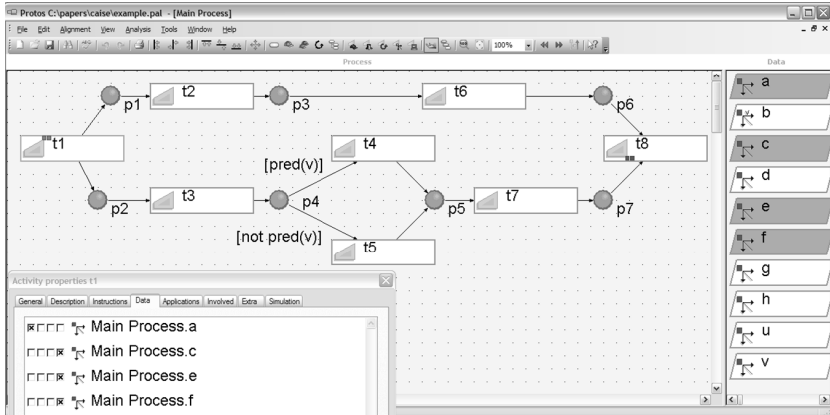 Protos C:\papers\caise\example.pal - [Main Process]
File Edit Alignment View Analysis Tools Window Help
100%
Process
Data
t1
p1
t2
p3
t6
p6
t8
p2
t3
[pred(v)]
p4
t4
[not pred(v)]
t5
p5
t7
p7
a
b
c
d
e
f
g
h
u
v
Activity properties t1
General Description Instructions Data Applications Involved Extra Simulation
Main Process.a
Main Process.c
Main Process.e
Main Process.f